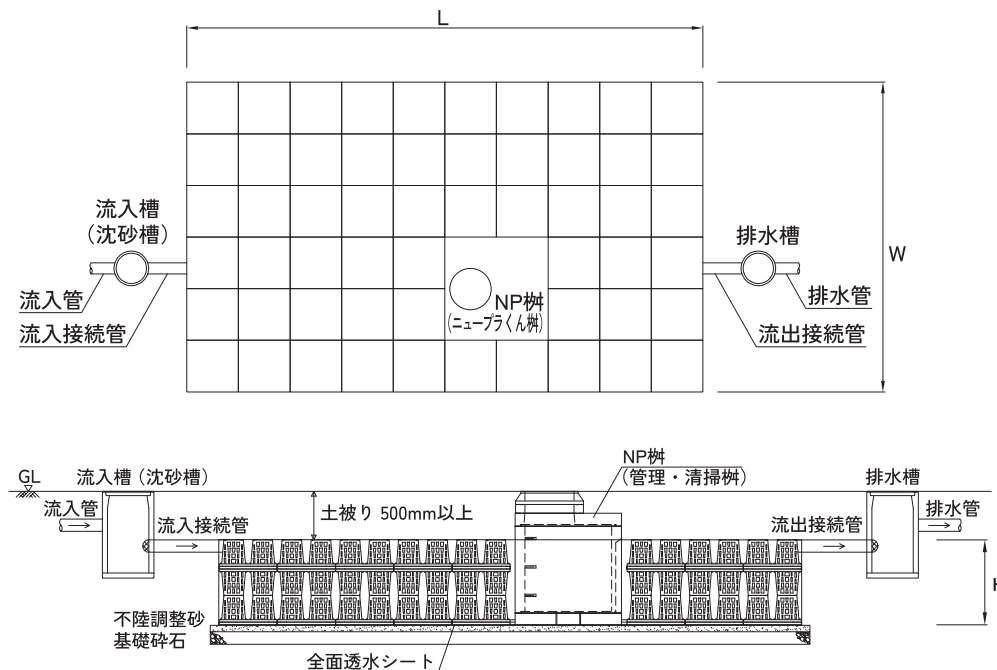 L
流入槽
(沈砂槽)
流入管
流入接続管
NP桝
(ニュープラくん桝)
排水槽
W
排水管
流出接続管
NP桝
(管理・清掃桝)
GL
流入槽(沈砂槽)
排水槽
流入管
土被り 500mm以上
排水管
流入接続管
流出接続管
不陸調整砂
基礎砕石
全面透水シート